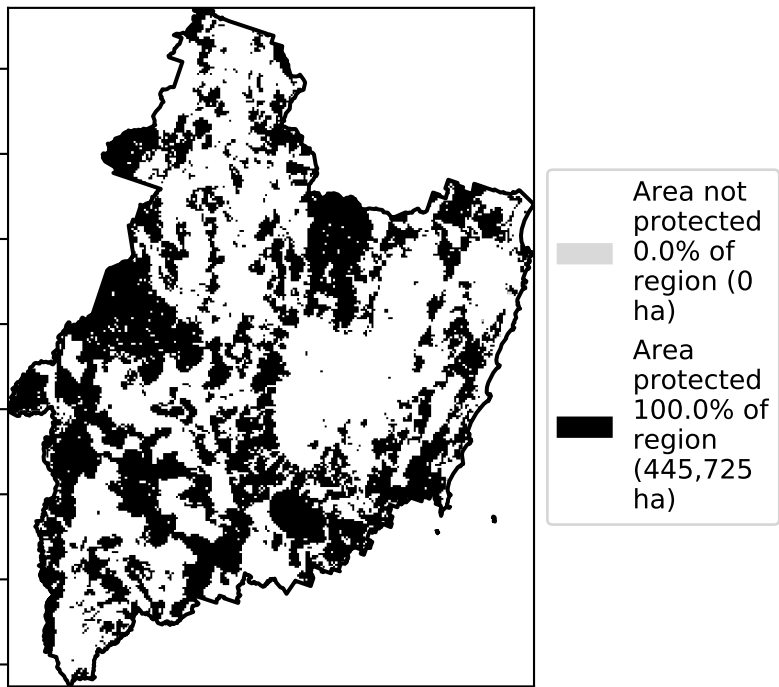 Area not
protected
0.0% of
region (0
ha)
Area
protected
100.0% of
region
(445,725
ha)